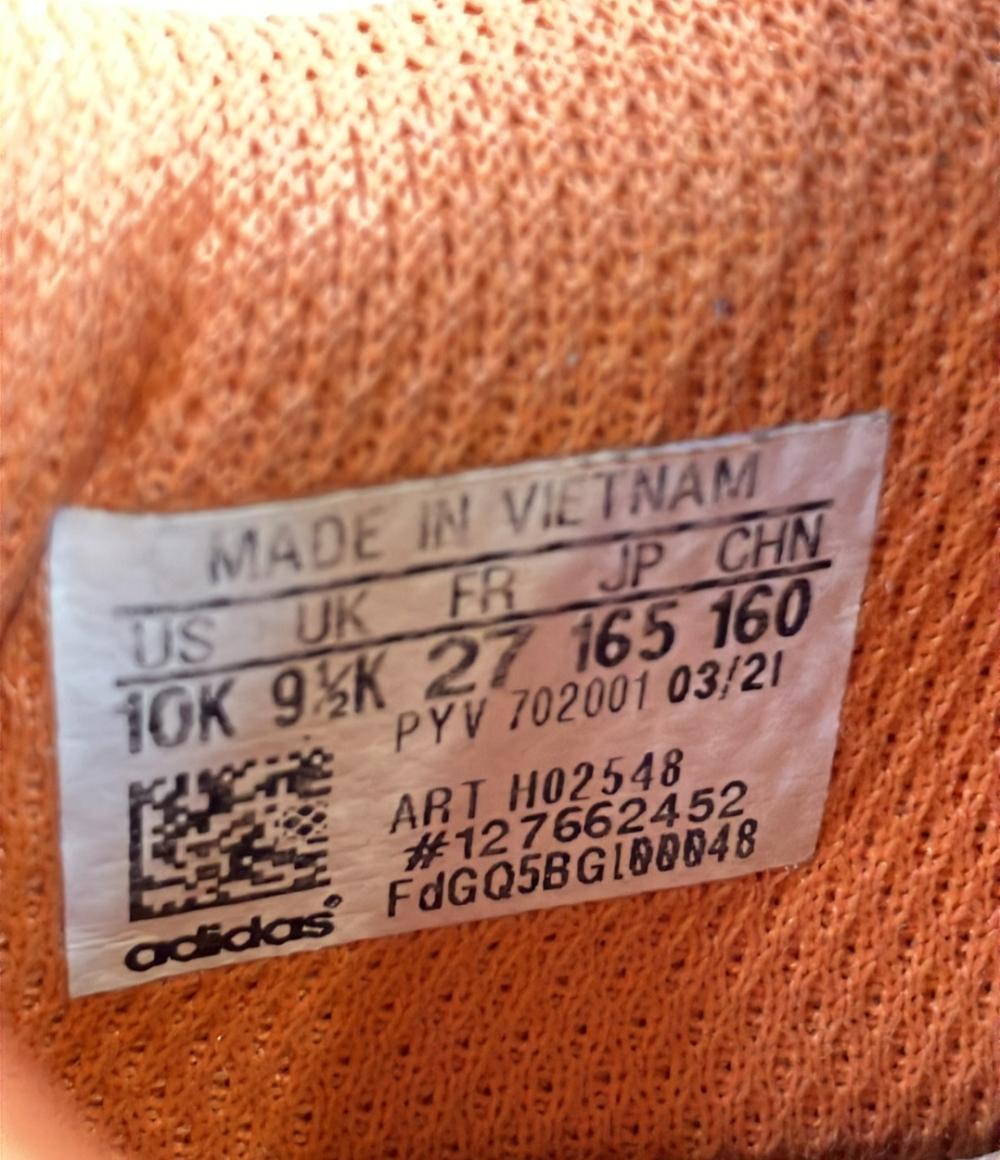 MADE IN VIETNAM
US UK FR JP CHN
10K 9½K 27 165 160
PYV 702001 03/21
ART H02548
#127662452
FdGQ5BGl00048
adidas®